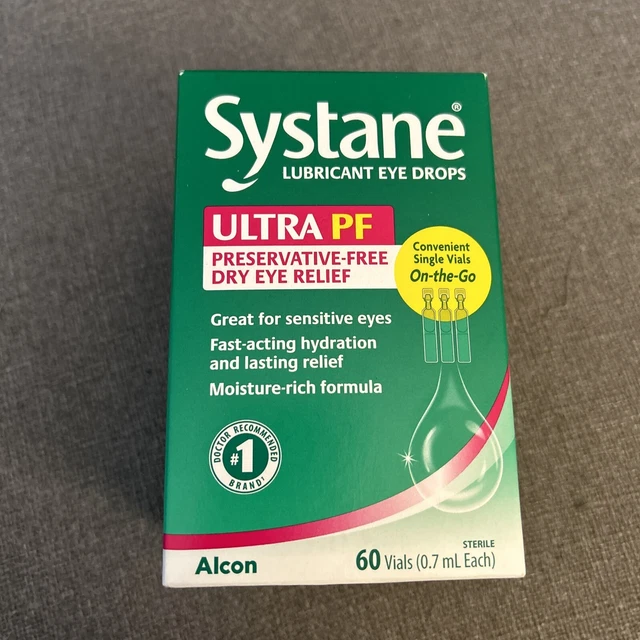 Systane®
LUBRICANT EYE DROPS
ULTRA PF
PRESERVATIVE-FREE
DRY EYE RELIEF
Convenient
Single Vials
On-the-Go
Great for sensitive eyes
Fast-acting hydration
and lasting relief
Moisture-rich formula
DOCTOR RECOMMENDED
#1
BRAND†
STERILE
Alcon
60 Vials (0.7 mL Each)